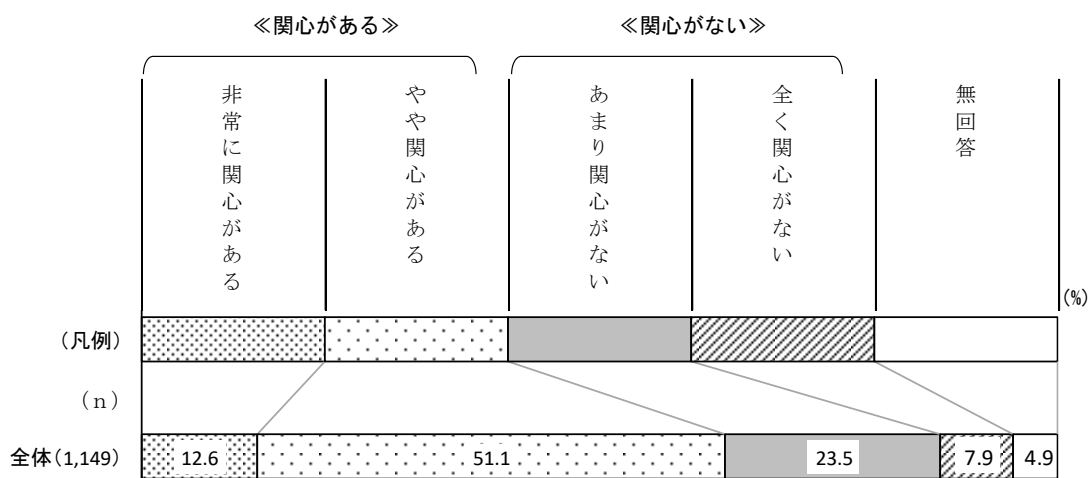 ≪関心がある≫
≪関心がない≫
非常に関心がある
やや関心がある
あまり関心がない
全く関心がない
無回答
(%)
(凡例)
(n)
全体(1,149)
12.6
51.1
23.5
7.9
4.9